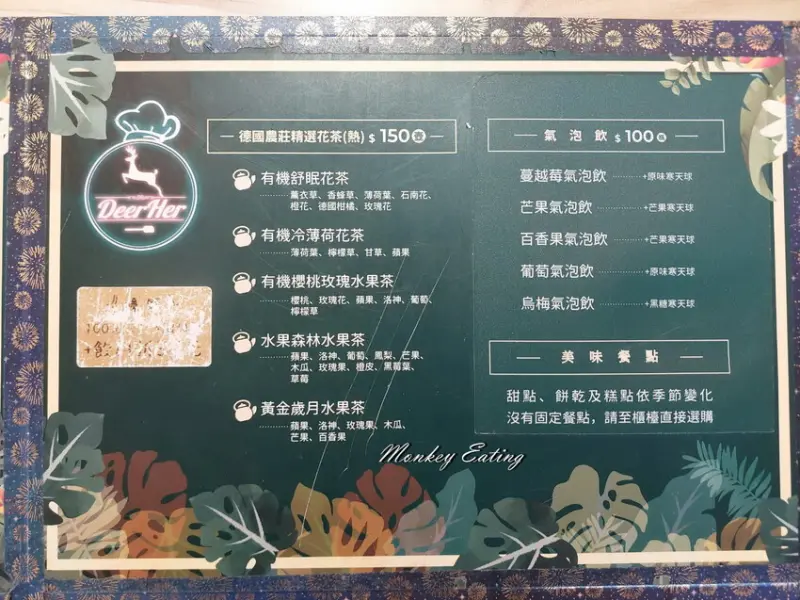 DeerHer
德國農莊精選花茶(熱) $ 150壺
有機舒眠花茶
薰衣草、香蜂草、薄荷葉、石南花、
橙花、德國柑橘、玫瑰花
有機冷薄荷花茶
薄荷葉、檸檬草、甘草、蘋果
有機櫻桃玫瑰水果茶
櫻桃、玫瑰花、蘋果、洛神、葡萄、
檸檬草
水果森林水果茶
蘋果、洛神、葡萄、鳳梨、芒果、
木瓜、玫瑰果、橙皮、黑莓葉、
草莓
黃金歲月水果茶
蘋果、洛神、玫瑰果、木瓜、
芒果、百香果
氣泡飲 $ 100
蔓越莓氣泡飲 +原味寒天球
芒果氣泡飲 +芒果寒天球
百香果氣泡飲 +芒果寒天球
葡萄氣泡飲 +原味寒天球
烏梅氣泡飲 +黑糖寒天球
美味餐點
甜點、餅乾及糕點依季節變化
沒有固定餐點，請至櫃檯直接選購
Monkey Eating